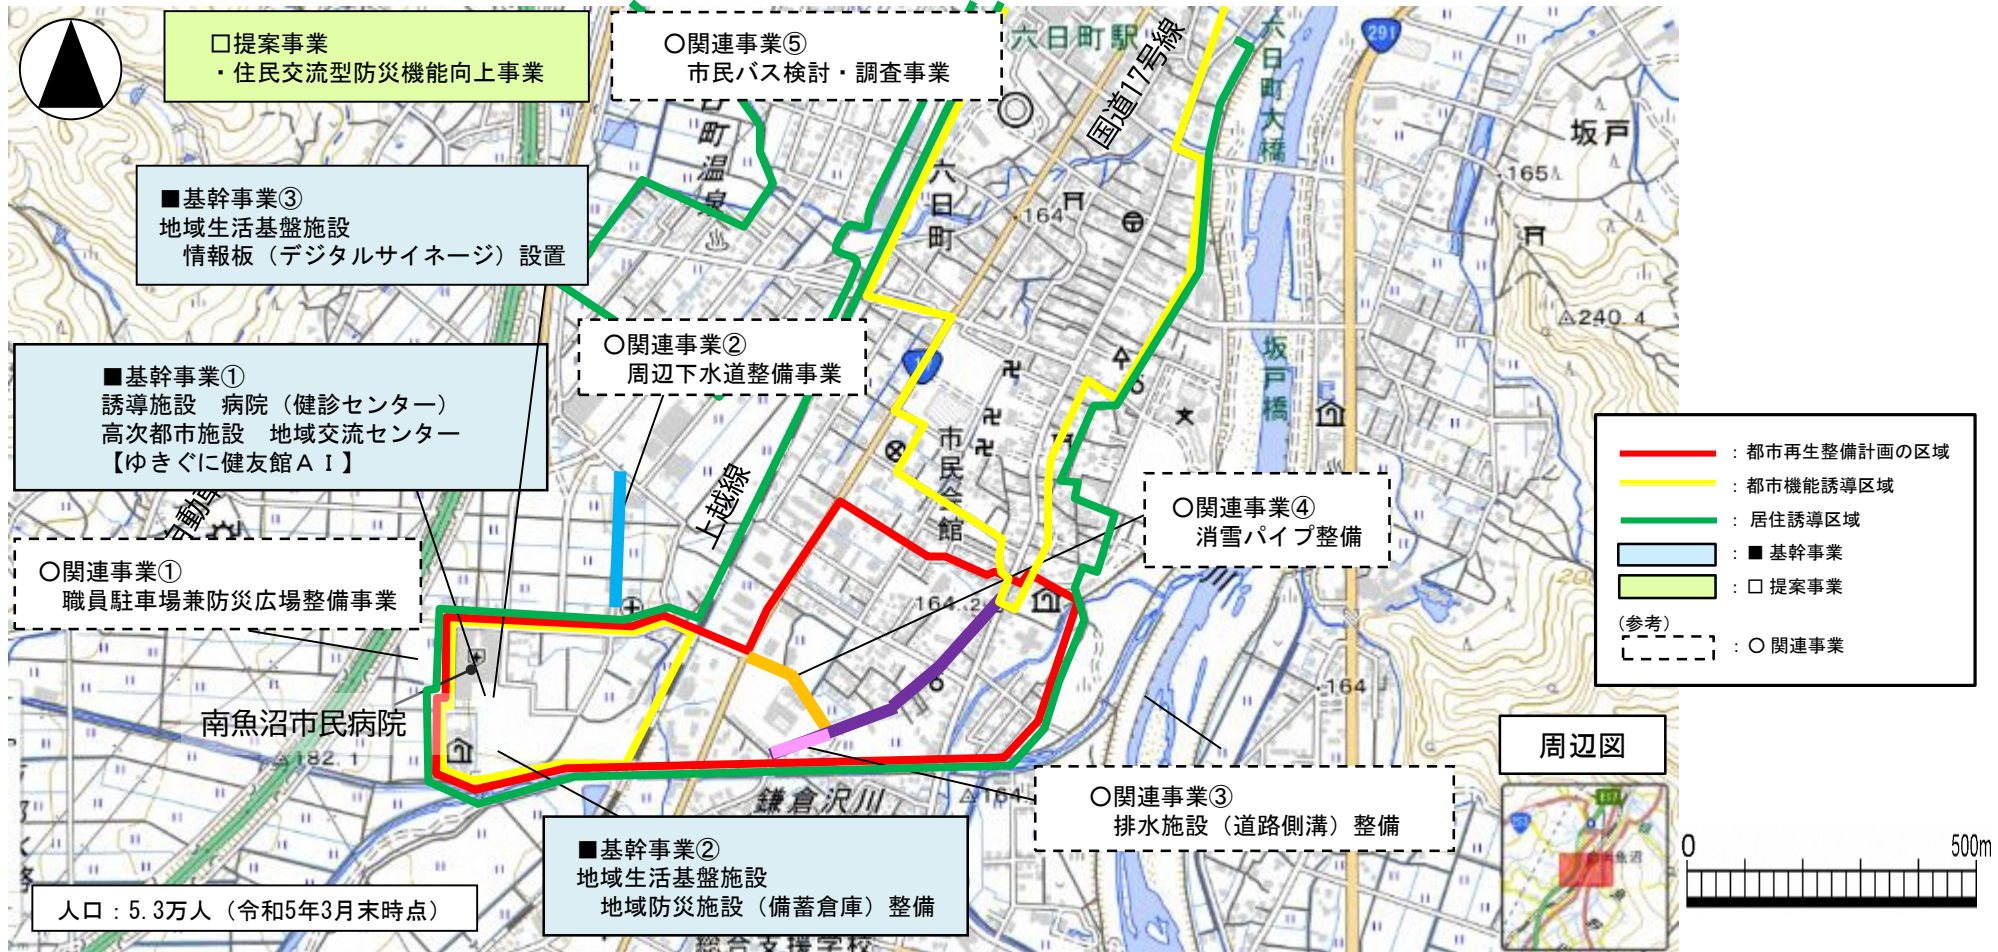 □提案事業
・住民交流型防災機能向上事業
○関連事業⑤
市民バス検討・調査事業
六日町駅
国道17号線
六日町大橋
291
坂戸
165
■基幹事業③
地域生活基盤施設
情報板（デジタルサイネージ）設置
町温泉
六日町
164
240.4
○関連事業②
周辺下水道整備事業
坂戸橋
■基幹事業①
誘導施設　病院（健診センター）
高次都市施設　地域交流センター
【ゆきぐに健友館ＡＩ】
市民会館
上越線
自動車
○関連事業④
消雪パイプ整備
：都市再生整備計画の区域
：都市機能誘導区域
：居住誘導区域
：■ 基幹事業
：□ 提案事業
(参考)
：○ 関連事業
○関連事業①
職員駐車場兼防災広場整備事業
164.2
川
164
南魚沼市民病院
182.1
鎌倉沢川
164
○関連事業③
排水施設（道路側溝）整備
周辺図
■基幹事業②
地域生活基盤施設
地域防災施設（備蓄倉庫）整備
人口：5.3万人（令和5年3月末時点）
総合支援学校
0
500m